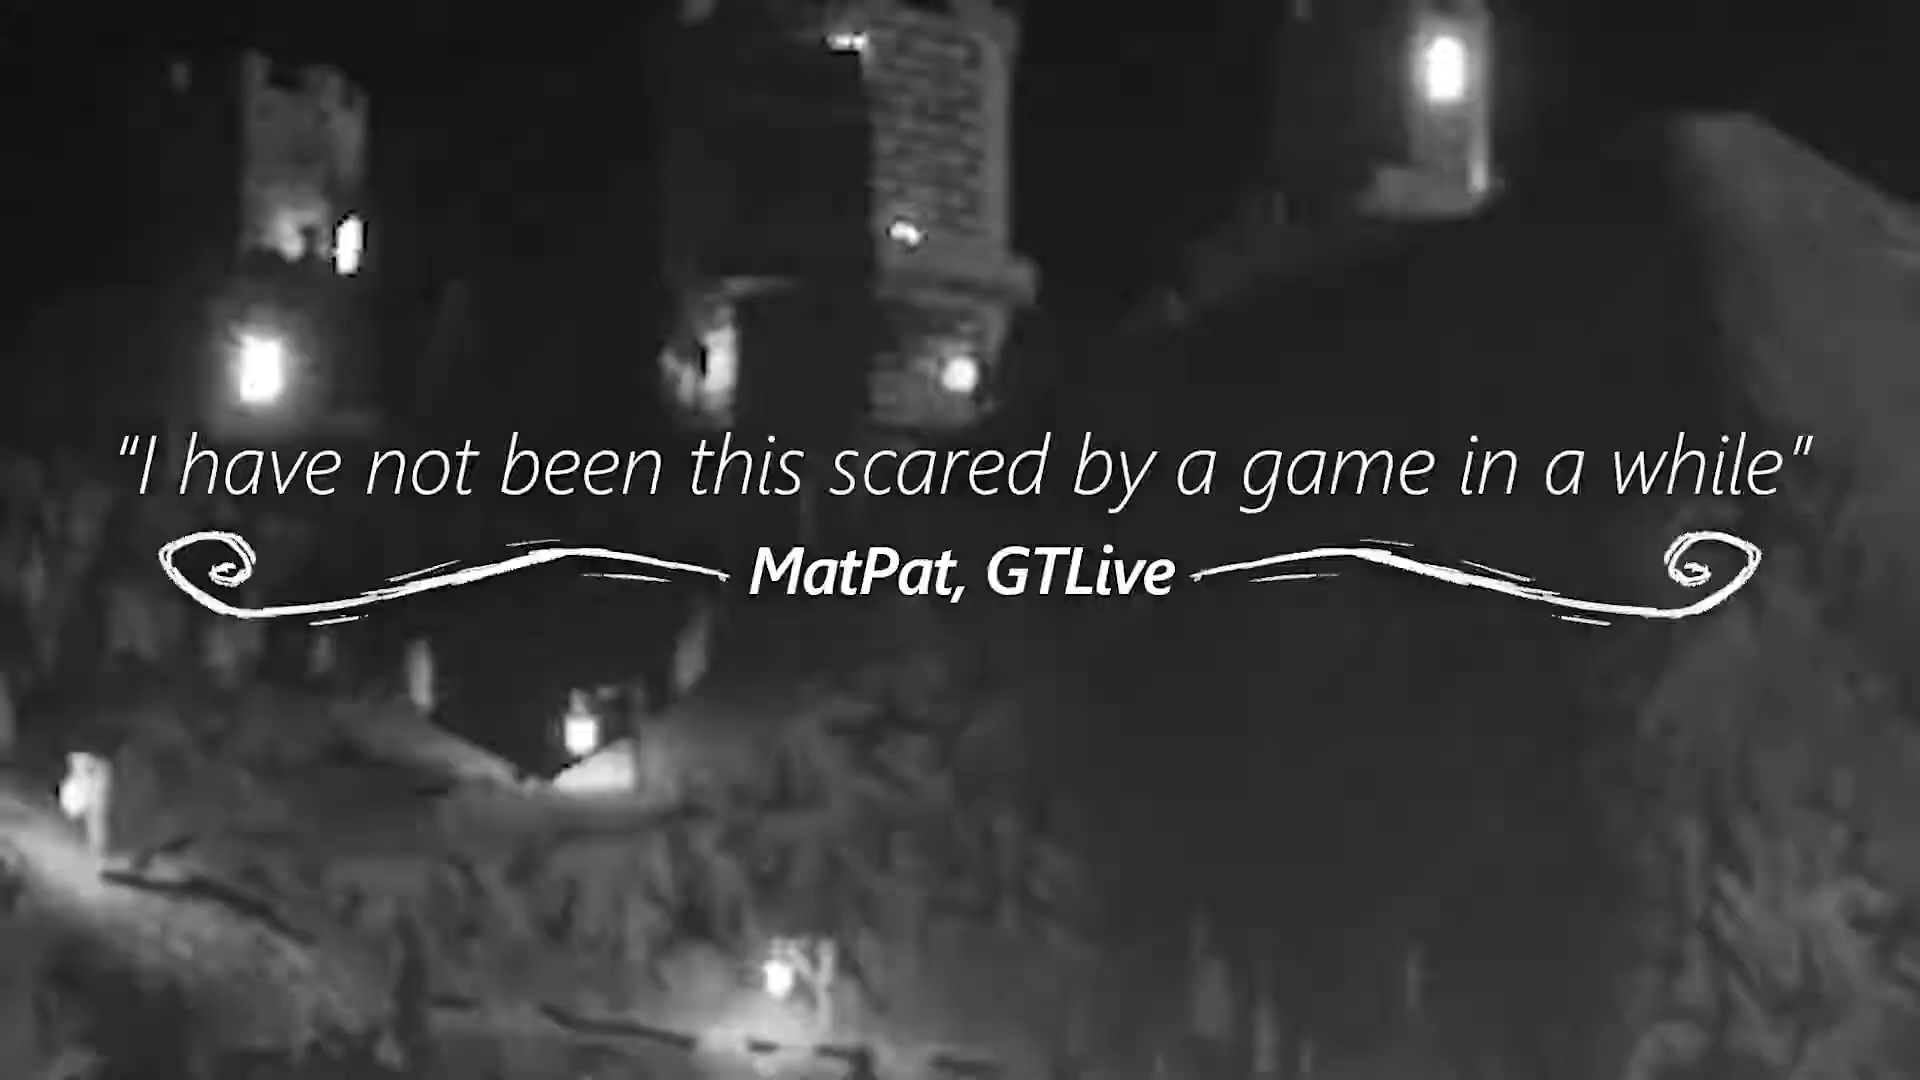 “I have not been this scared by a game in a while”
MatPat, GTLive